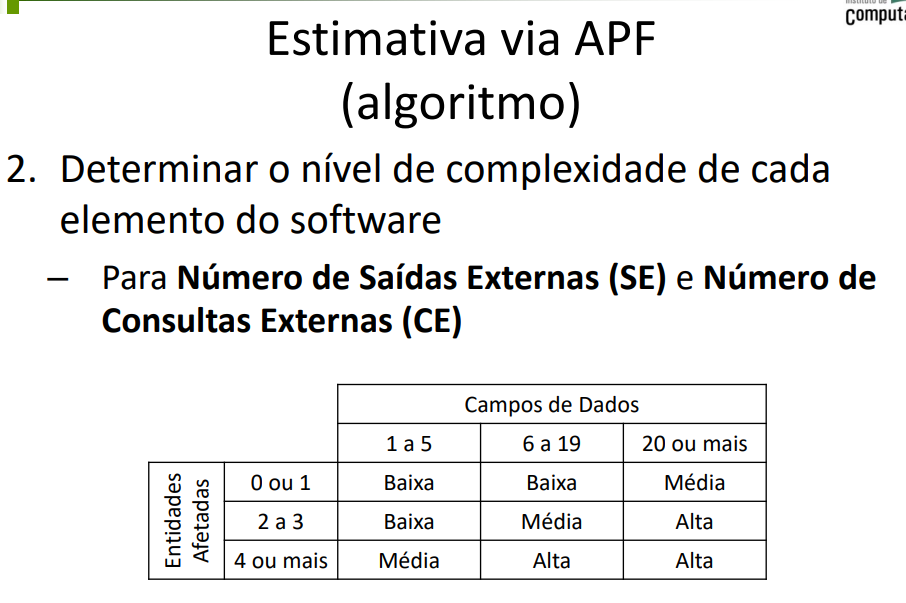 Computa
Estimativa via APF
(algoritmo)
2. Determinar o nível de complexidade de cada
elemento do software
– Para Número de Saídas Externas (SE) e Número de
Consultas Externas (CE)
Campos de Dados
1 a 5 6 a 19 20 ou mais
Entidades
Afetadas
0 ou 1 Baixa Baixa Média
2 a 3 Baixa Média Alta
4 ou mais Média Alta Alta